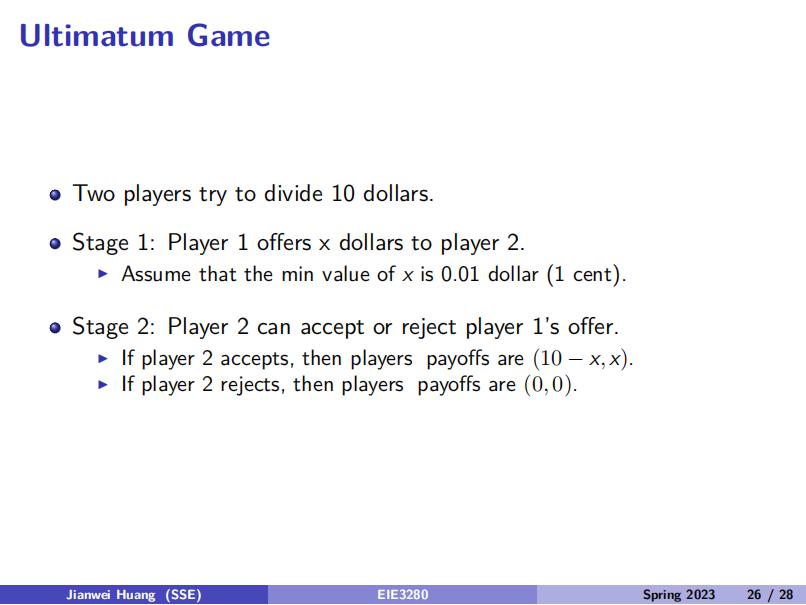 Ultimatum Game
Two players try to divide 10 dollars.
Stage 1: Player 1 offers x dollars to player 2.
Assume that the min value of x is 0.01 dollar (1 cent).
Stage 2: Player 2 can accept or reject player 1's offer.
If player 2 accepts, then players payoffs are (10 − x, x).
If player 2 rejects, then players payoffs are (0, 0).
Jianwei Huang (SSE) EIE3280 Spring 2023 26 / 28